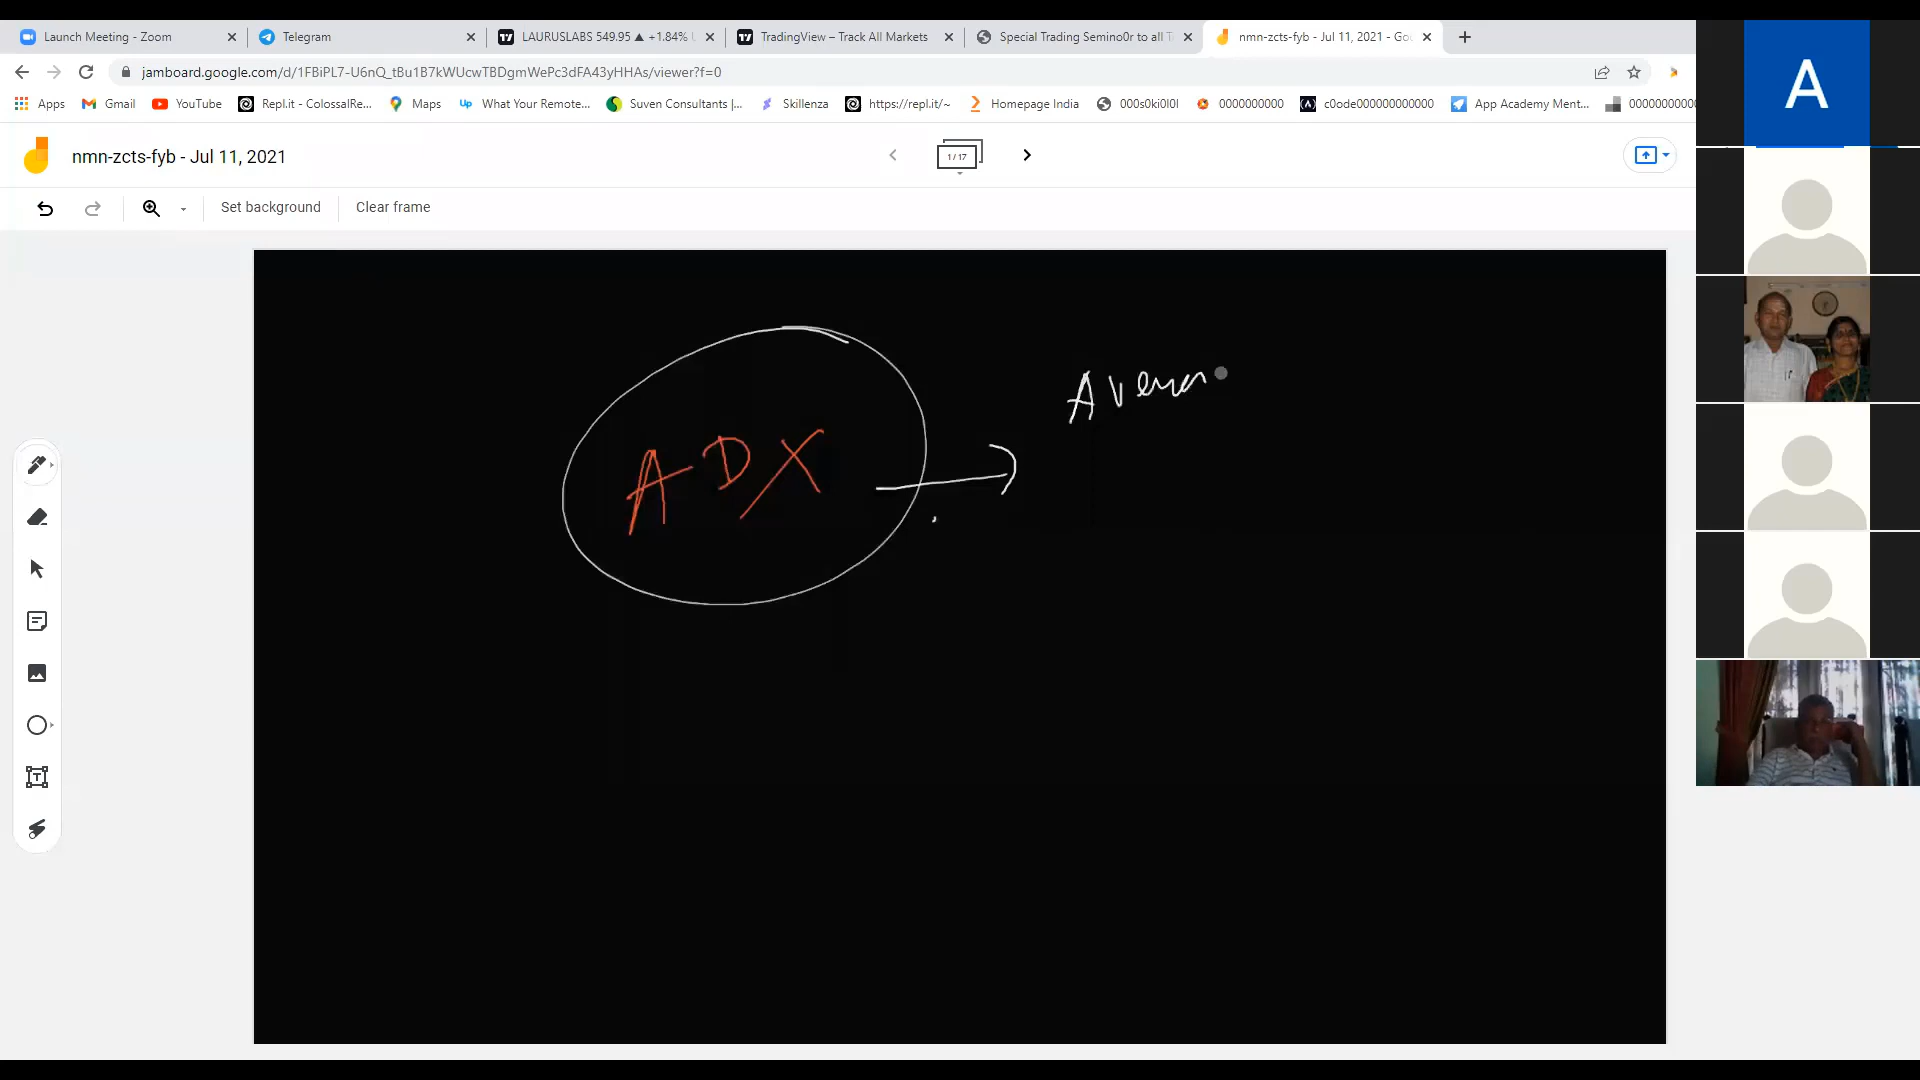 Launch Meeting - Zoom
Telegram
LAURUSLABS 549.95 ▲ +1.84%
TradingView – Track All Markets
Special Trading Semino0r to all T
nmn-zcts-fyb - Jul 11, 2021 - Go
jamboard.google.com/d/1FBiPL7-U6nQ_tBu1B7kWUcwTBDgmWePc3dFA43yHHAs/viewer?f=0
Apps
Gmail
YouTube
Repl.it - ColossalRe...
Maps
Up What Your Remote...
Suven Consultants |...
Skillenza
https://repl.it/~
Homepage India
000s0ki0l0l
0000000000
c0ode000000000000
App Academy Ment...
00000000000
nmn-zcts-fyb - Jul 11, 2021
1 / 17
Set background
Clear frame
A
ADX
Avera